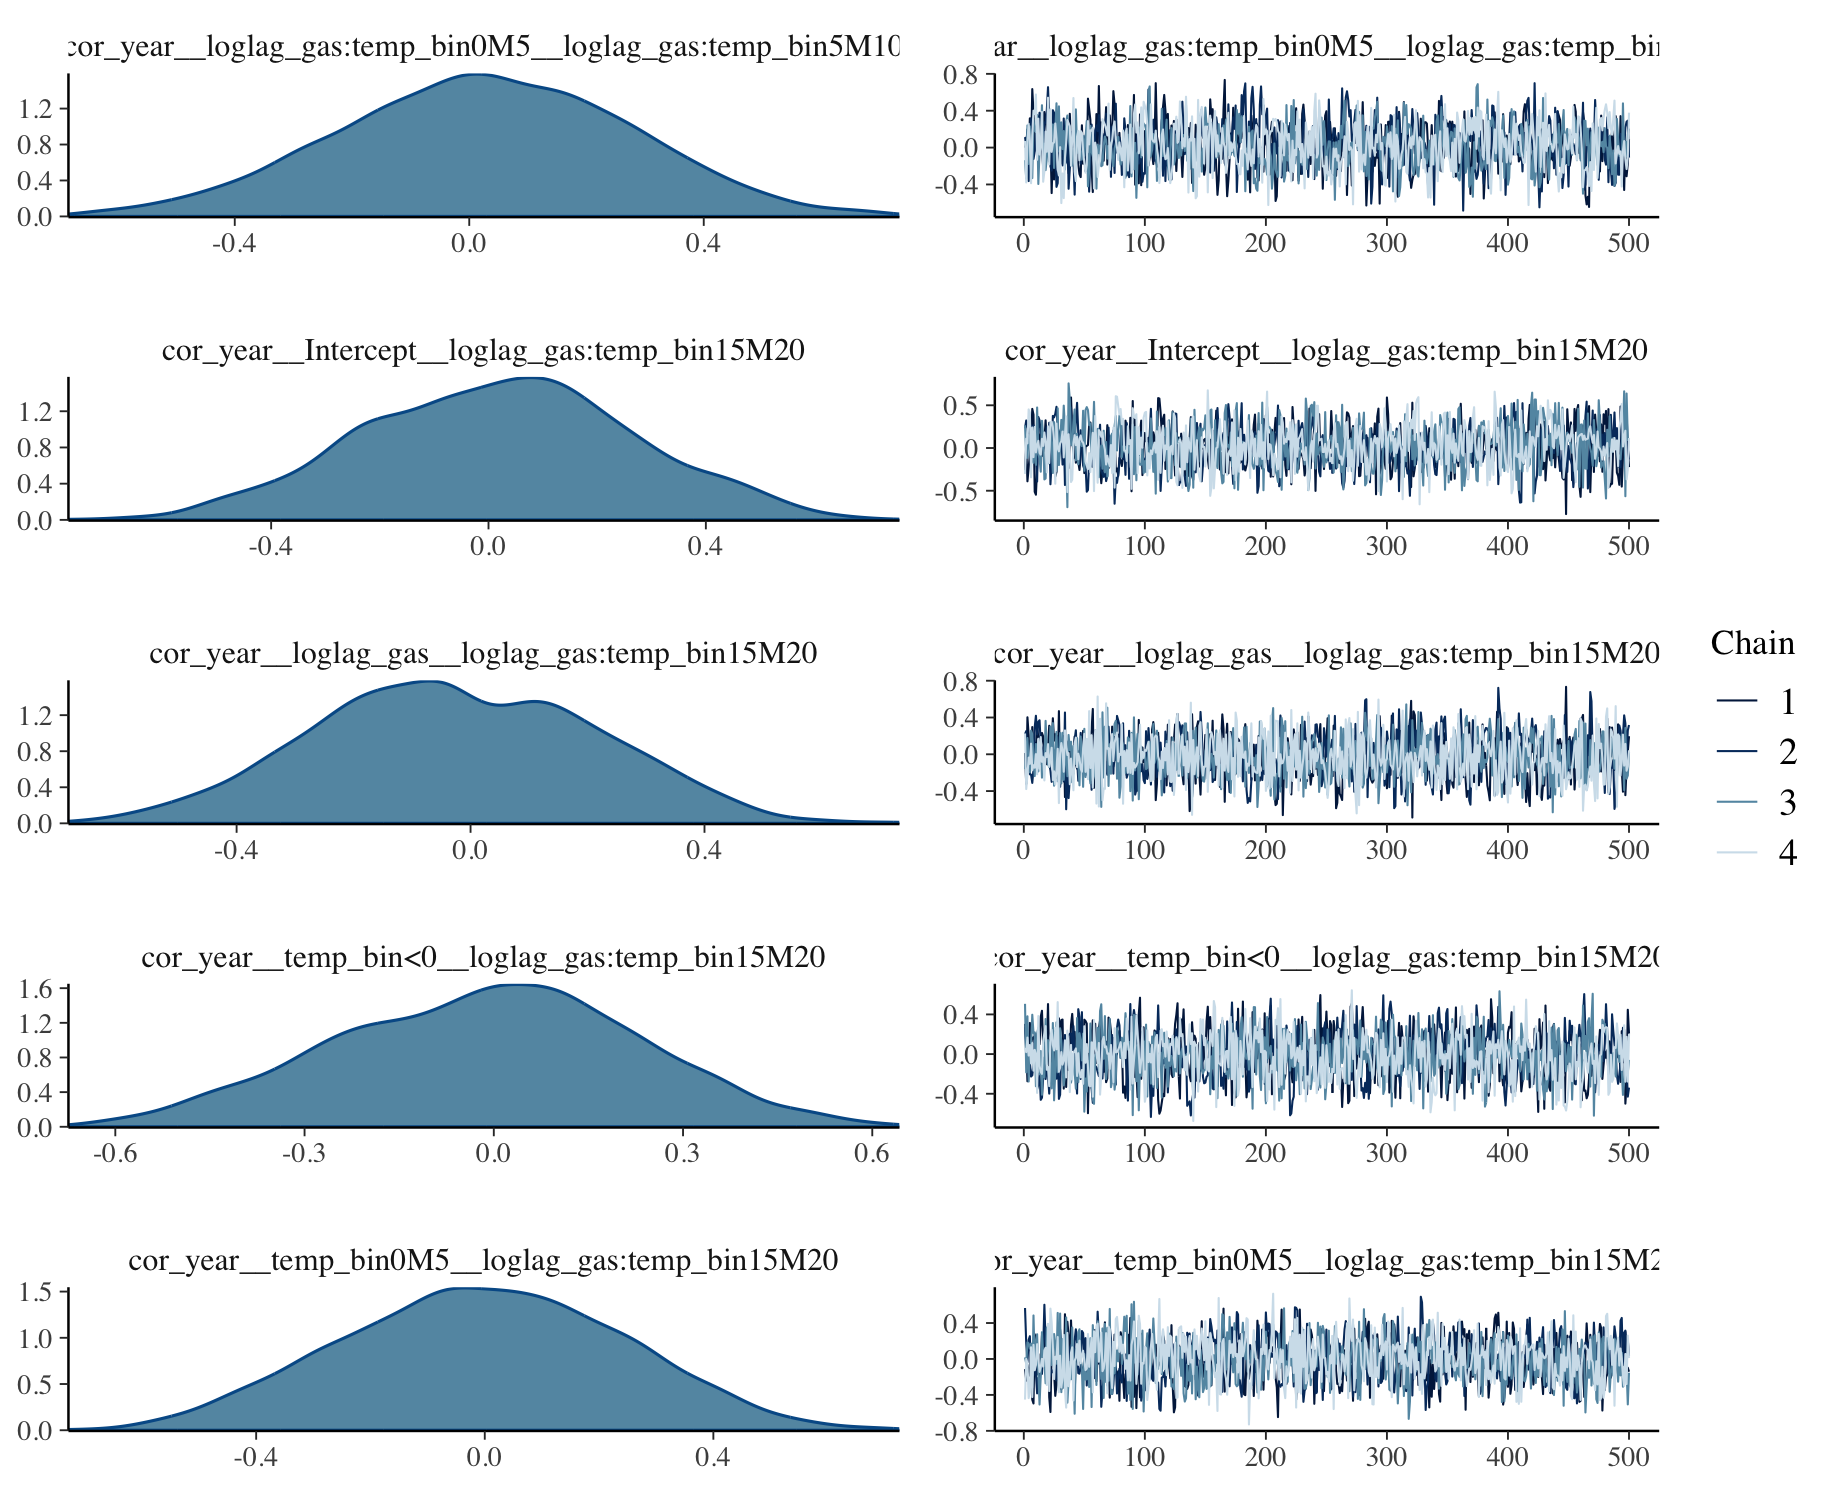 cor_year__loglag_gas:temp_bin0M5__loglag_gas:temp_bin5M10
1.2
0.8
0.4
0.0
-0.4 0.0 0.4
ar__loglag_gas:temp_bin0M5__loglag_gas:temp_bin
0.8
0.4
0.0
-0.4
0 100 200 300 400 500
cor_year__Intercept__loglag_gas:temp_bin15M20
1.2
0.8
0.4
0.0
-0.4 0.0 0.4
cor_year__Intercept__loglag_gas:temp_bin15M20
0.5
0.0
-0.5
0 100 200 300 400 500
cor_year__loglag_gas__loglag_gas:temp_bin15M20
1.2
0.8
0.4
0.0
-0.4 0.0 0.4
cor_year__loglag_gas__loglag_gas:temp_bin15M20
0.8
0.4
0.0
-0.4
0 100 200 300 400 500
cor_year__temp_bin<0__loglag_gas:temp_bin15M20
1.6
1.2
0.8
0.4
0.0
-0.6 -0.3 0.0 0.3 0.6
cor_year__temp_bin<0__loglag_gas:temp_bin15M20
0.4
0.0
-0.4
0 100 200 300 400 500
cor_year__temp_bin0M5__loglag_gas:temp_bin15M20
1.5
1.0
0.5
0.0
-0.4 0.0 0.4
or_year__temp_bin0M5__loglag_gas:temp_bin15M2
0.4
0.0
-0.4
-0.8
0 100 200 300 400 500
Chain
1
2
3
4